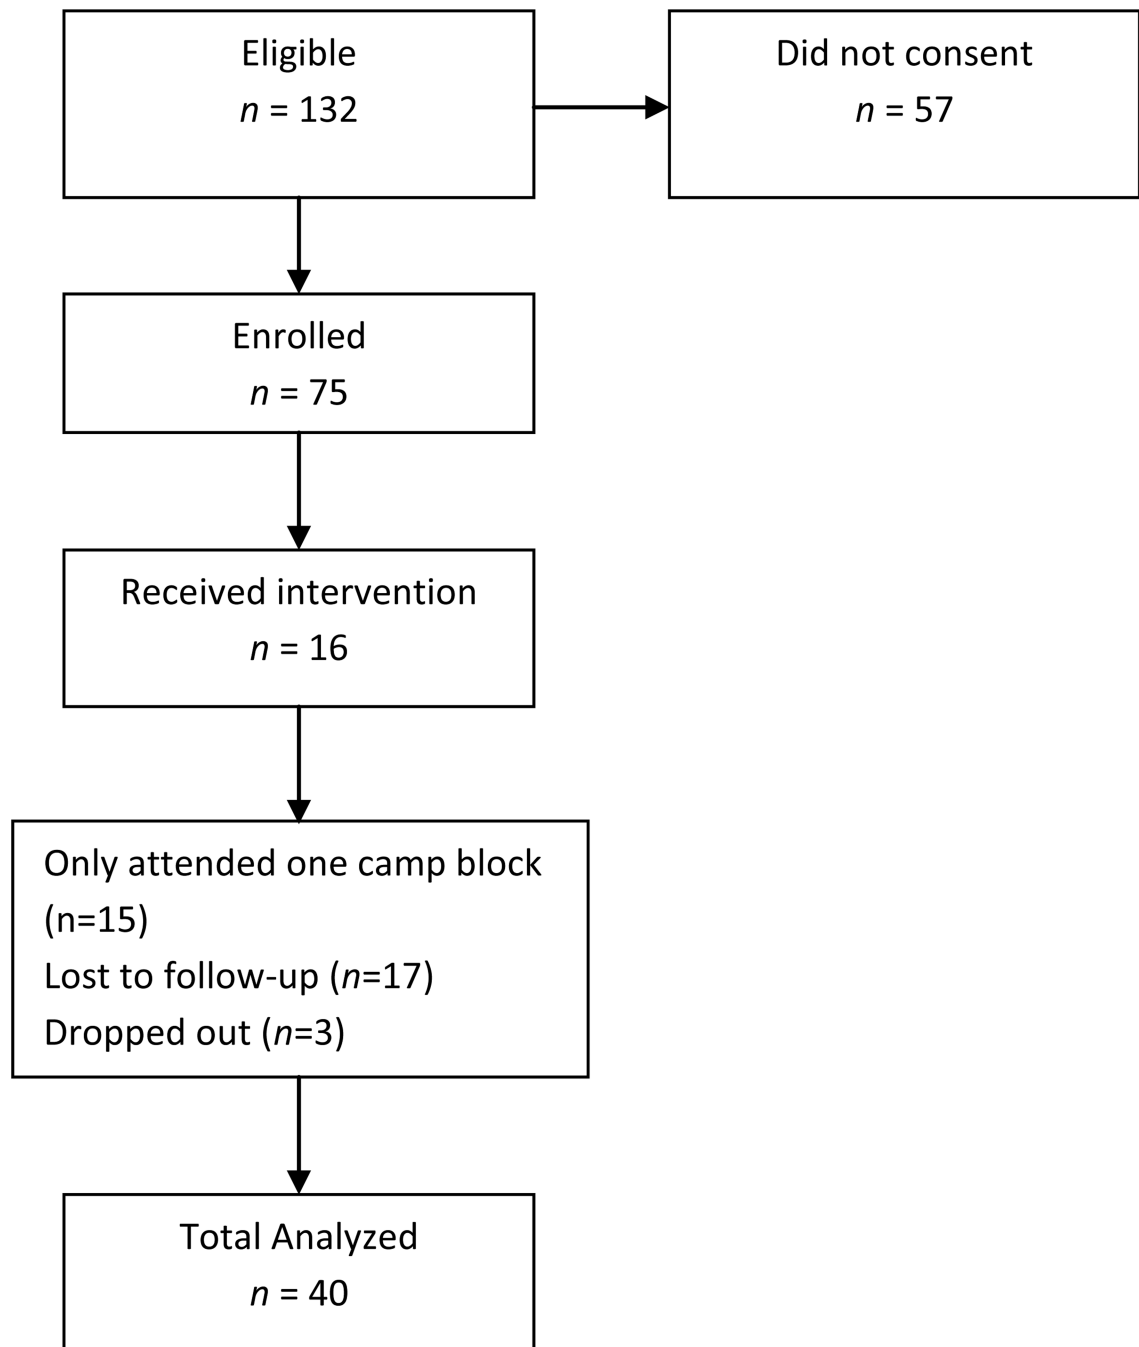 Eligible
n = 132
Did not consent
n = 57
Enrolled
n = 75
Received intervention
n = 16
Only attended one camp block
(n=15)
Lost to follow-up (n=17)
Dropped out (n=3)
Total Analyzed
n = 40